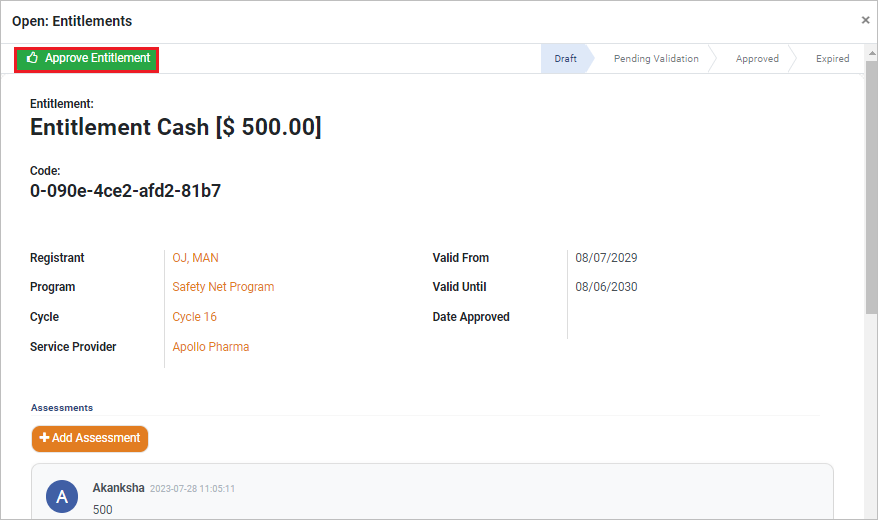 Open: Entitlements
×
Approve Entitlement
Draft
Pending Validation
Approved
Expired
Entitlement:
Entitlement Cash [$ 500.00]
Code:
0-090e-4ce2-afd2-81b7
Registrant OJ, MAN Valid From 08/07/2029
Program Safety Net Program Valid Until 08/06/2030
Cycle Cycle 16 Date Approved
Service Provider Apollo Pharma
Assessments
+ Add Assessment
A
Akanksha 2023-07-28 11:05:11
500